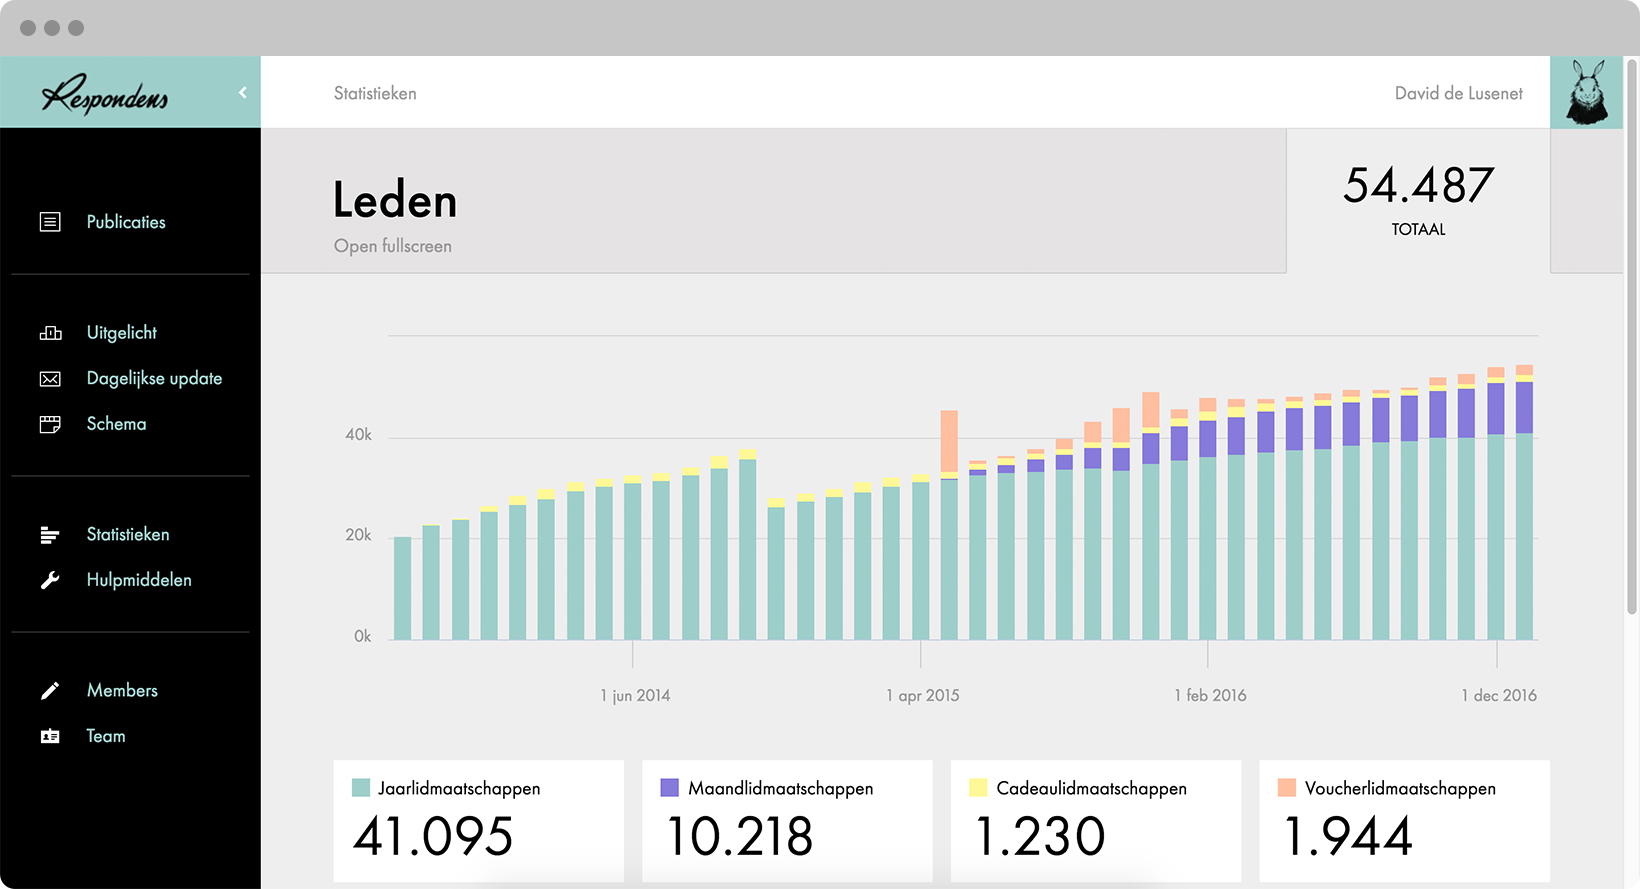 Respondens
Statistieken
David de Lusenet
Publicaties
Uitgelicht
Dagelijkse update
Schema
Statistieken
Hulpmiddelen
Members
Team
Leden
Open fullscreen
54.487
TOTAAL
40k
20k
0k
1 jun 2014
1 apr 2015
1 feb 2016
1 dec 2016
Jaarlidmaatschappen
41.095
Maandlidmaatschappen
10.218
Cadeaulidmaatschappen
1.230
Voucherlidmaatschappen
1.944